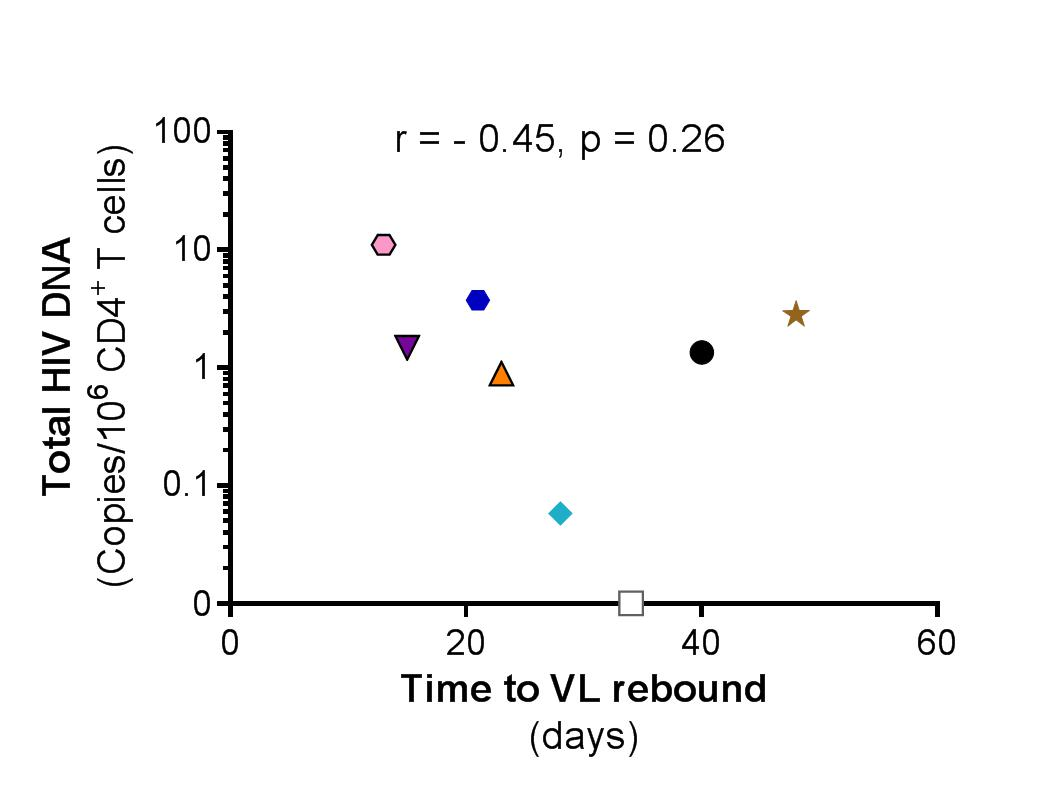 r = - 0.45, p = 0.26
Total HIV DNA
(Copies/10⁶ CD4⁺ T cells)
100
10
1
0.1
0
0 20 40 60
Time to VL rebound
(days)